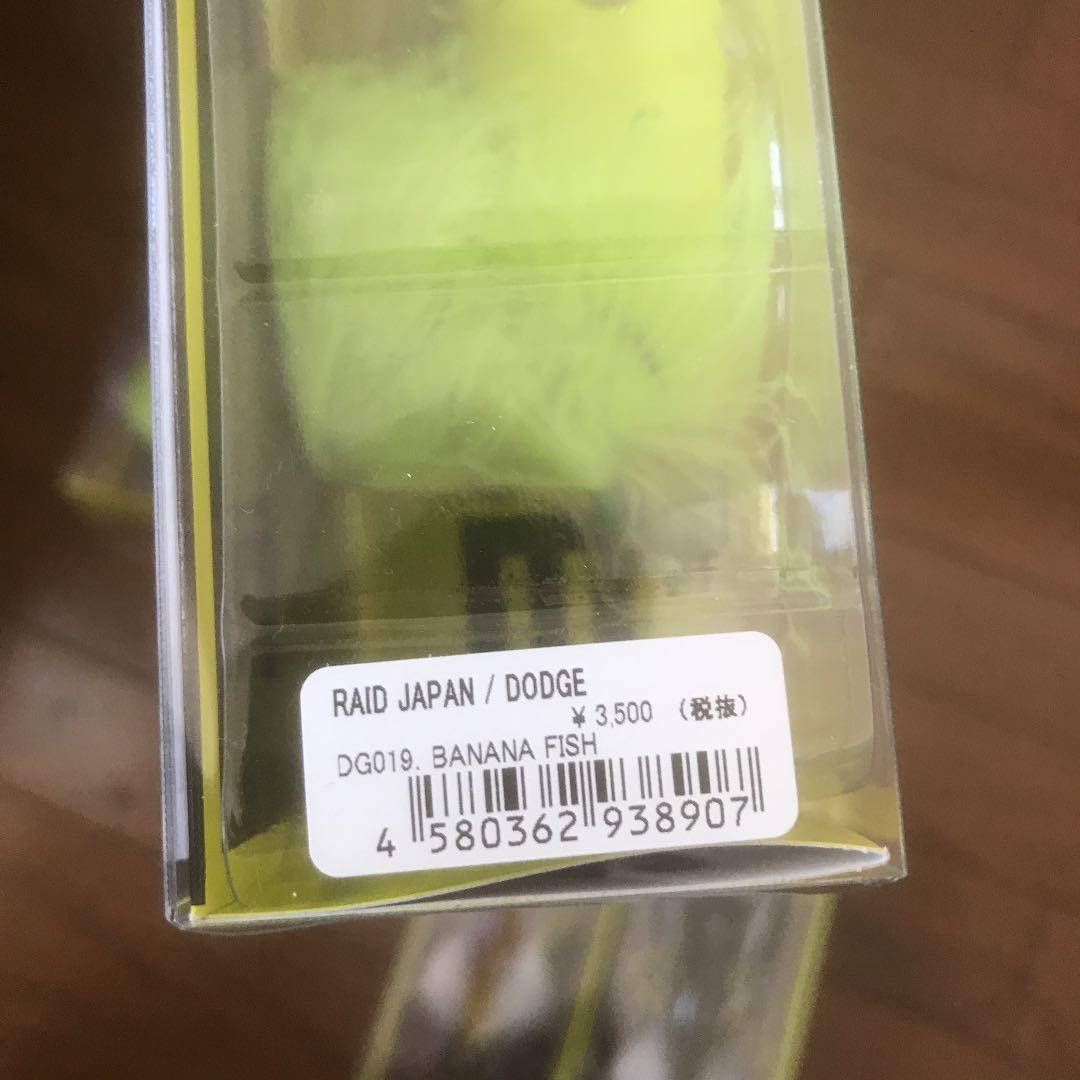 RAID JAPAN / DODGE
¥ 3,500 (税抜)
DG019. BANANA FISH
4 580362 938907